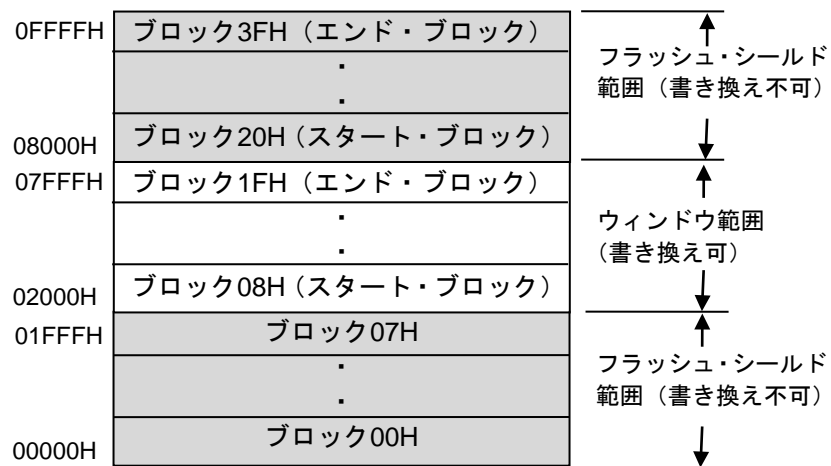 0FFFFH
ブロック3FH（エンド・ブロック）
・
・
フラッシュ・シールド
範囲（書き換え不可）
08000H
ブロック20H（スタート・ブロック）
07FFFH
ブロック1FH（エンド・ブロック）
・
・
ウィンドウ範囲
（書き換え可）
02000H
ブロック08H（スタート・ブロック）
01FFFH
ブロック07H
・
・
フラッシュ・シールド
範囲（書き換え不可）
00000H
ブロック00H